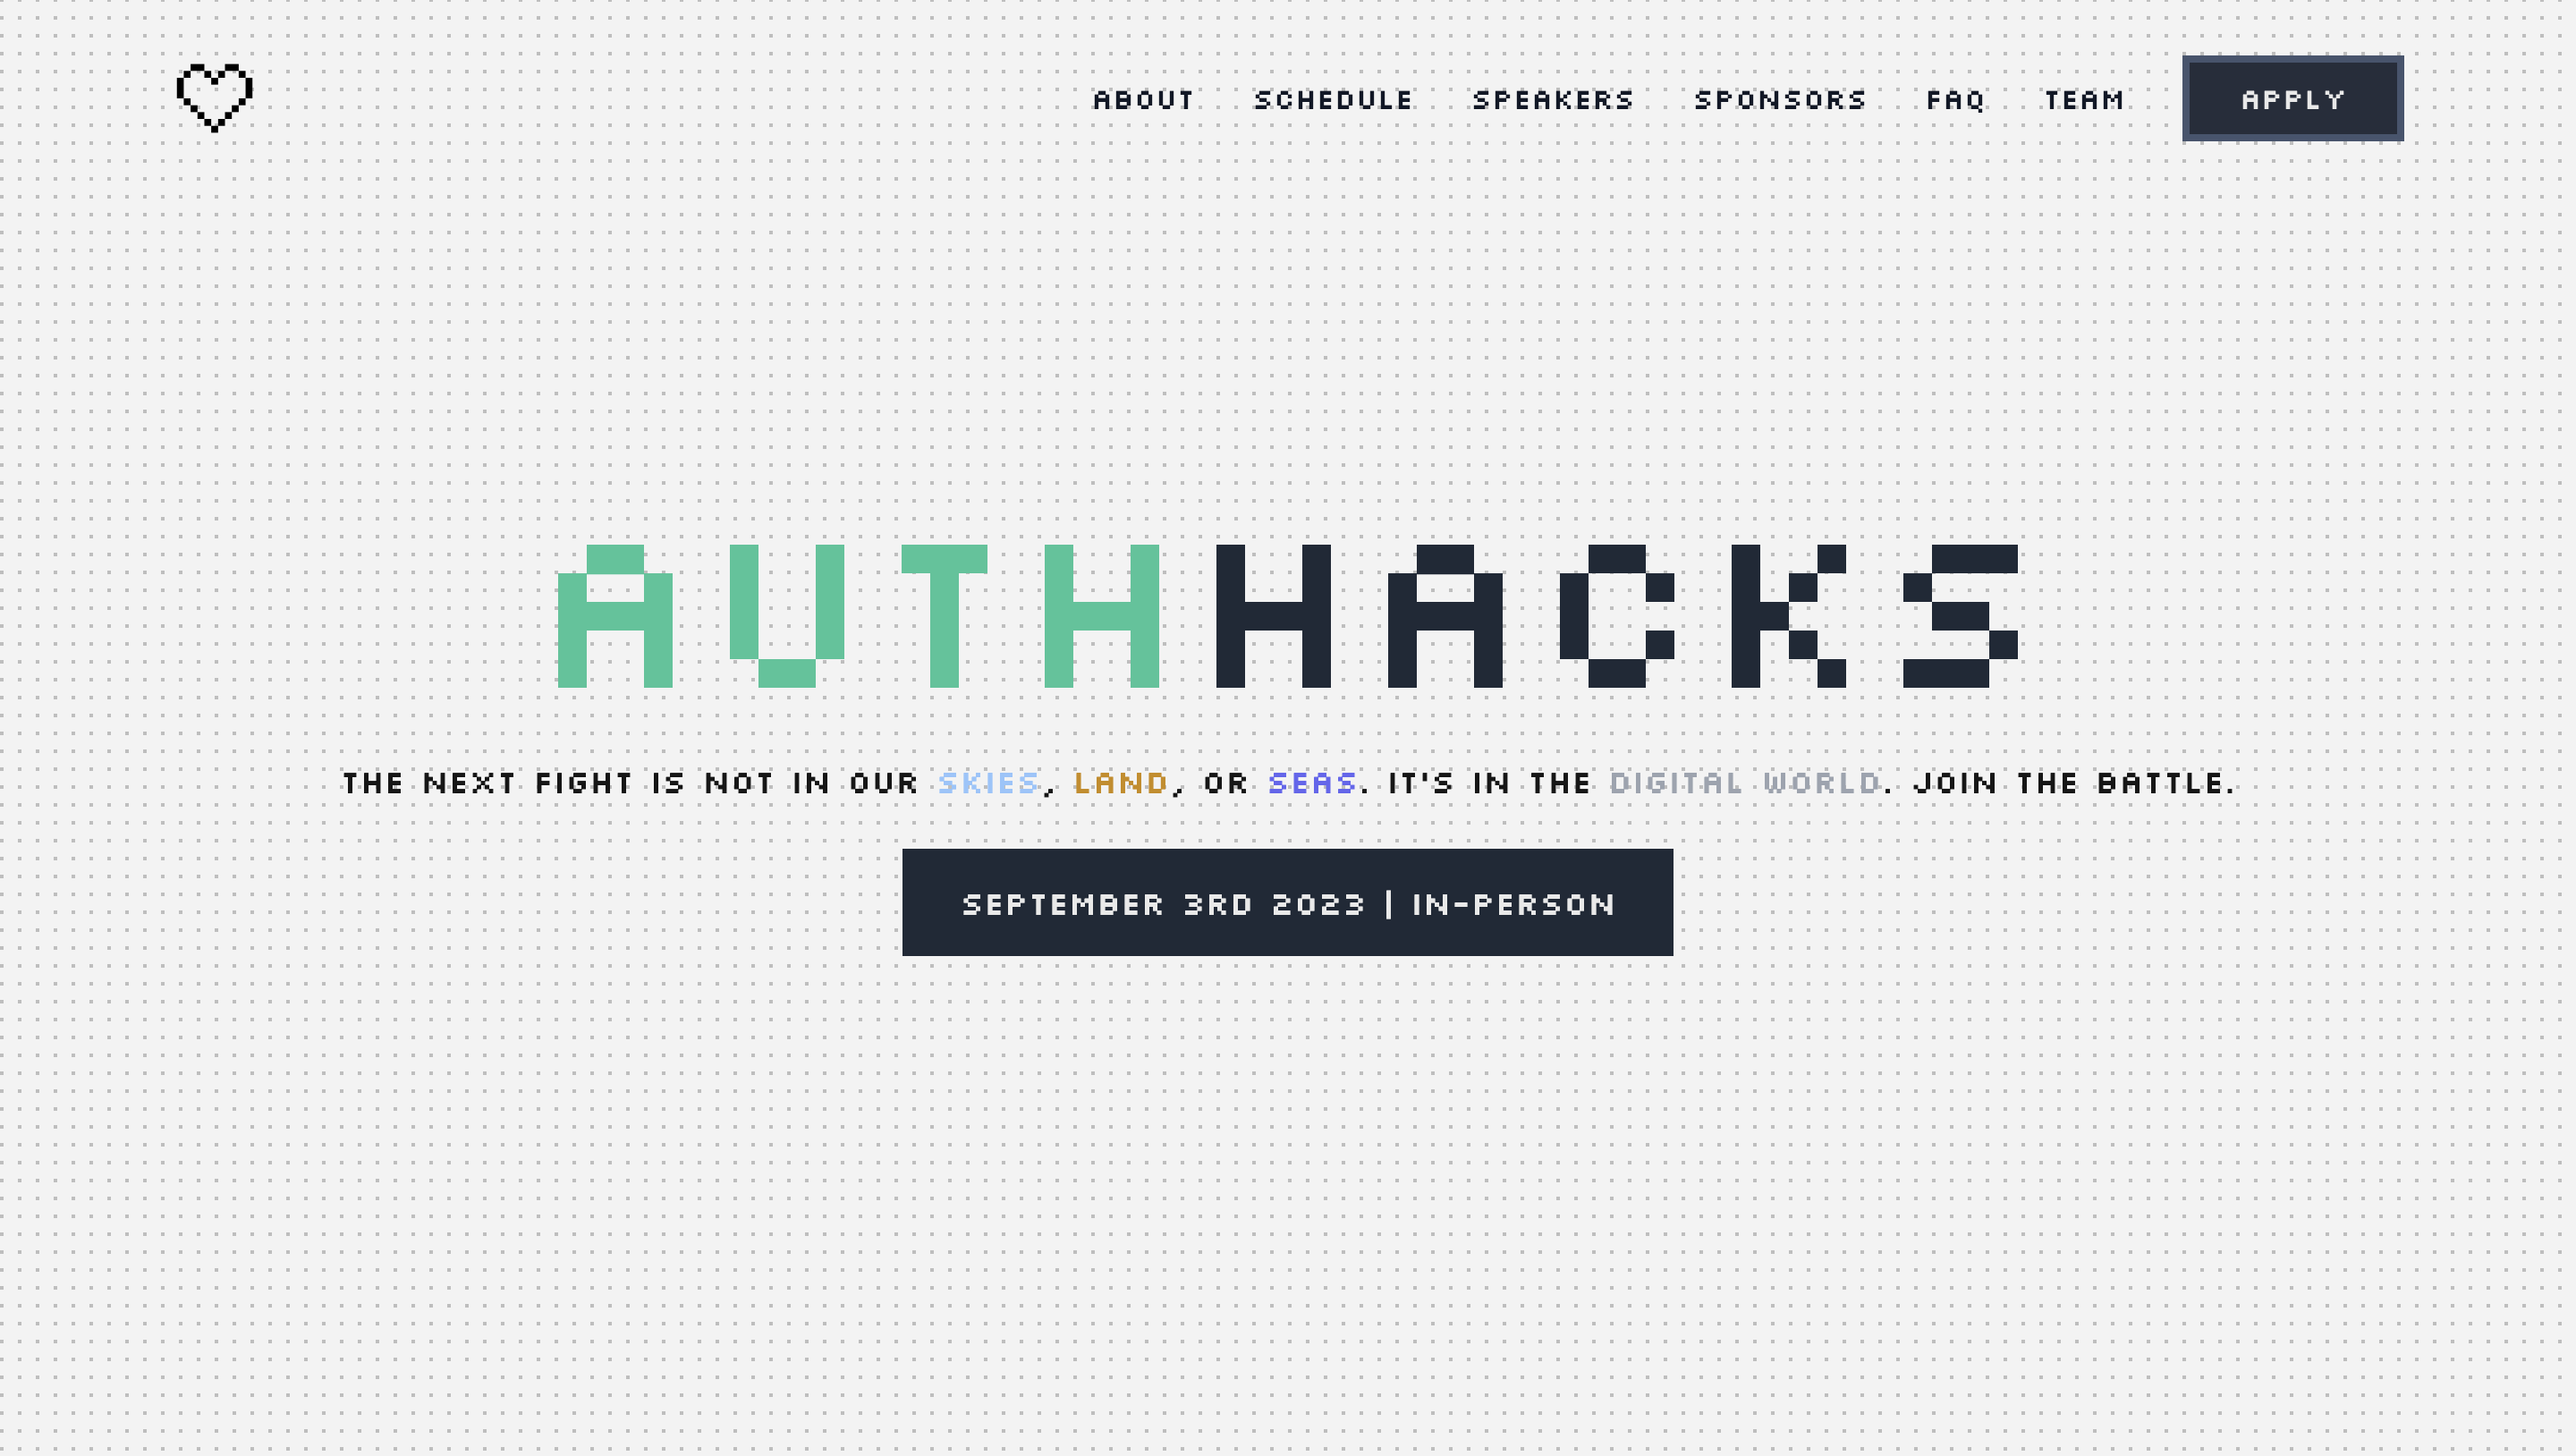 ABOUT SCHEDULE SPEAKERS SPONSORS FAQ TEAM APPLY
AUTHHACKS
THE NEXT FIGHT IS NOT IN OUR SKIES, LAND, OR SEAS. IT'S IN THE DIGITAL WORLD. JOIN THE BATTLE.
SEPTEMBER 3RD 2023 | IN-PERSON